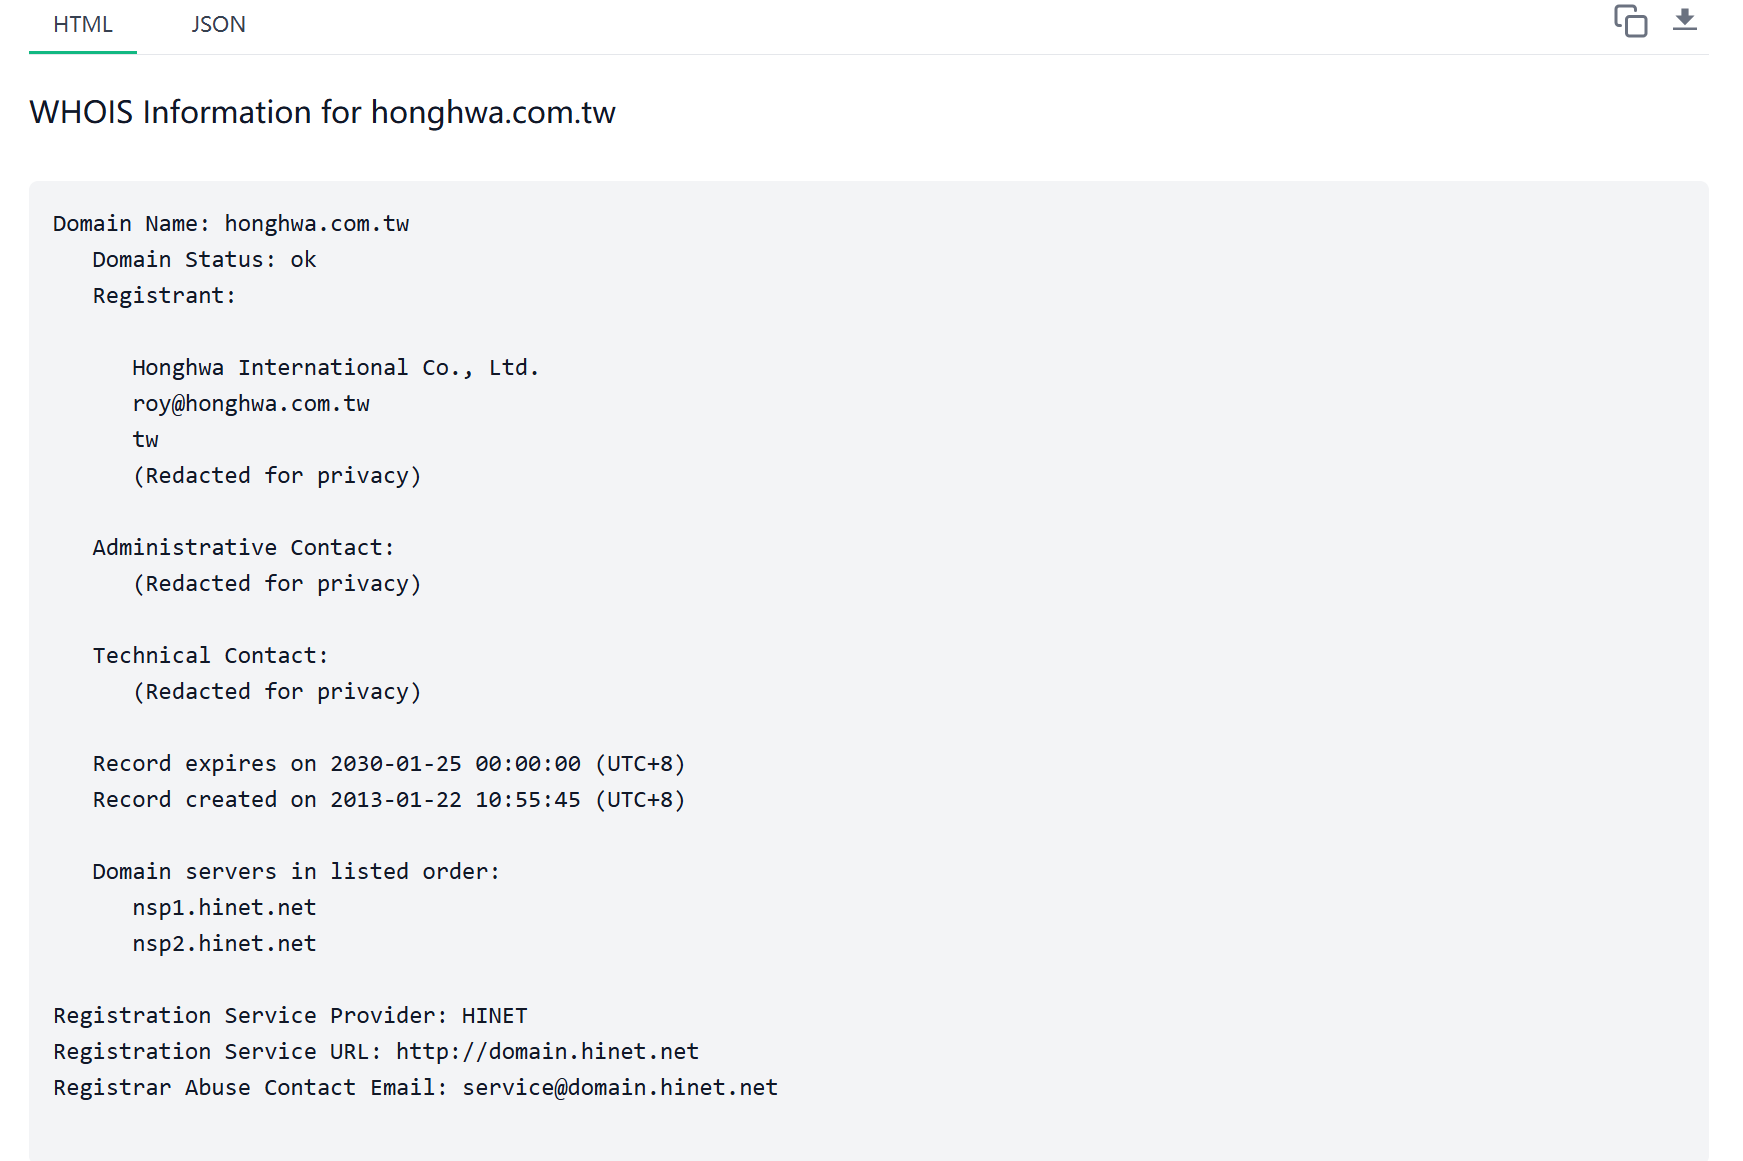 HTML JSON
WHOIS Information for honghwa.com.tw
Domain Name: honghwa.com.tw
Domain Status: ok
Registrant:
Honghwa International Co., Ltd.
roy@honghwa.com.tw
tw
(Redacted for privacy)
Administrative Contact:
(Redacted for privacy)
Technical Contact:
(Redacted for privacy)
Record expires on 2030-01-25 00:00:00 (UTC+8)
Record created on 2013-01-22 10:55:45 (UTC+8)
Domain servers in listed order:
nsp1.hinet.net
nsp2.hinet.net
Registration Service Provider: HINET
Registration Service URL: http://domain.hinet.net
Registrar Abuse Contact Email: service@domain.hinet.net